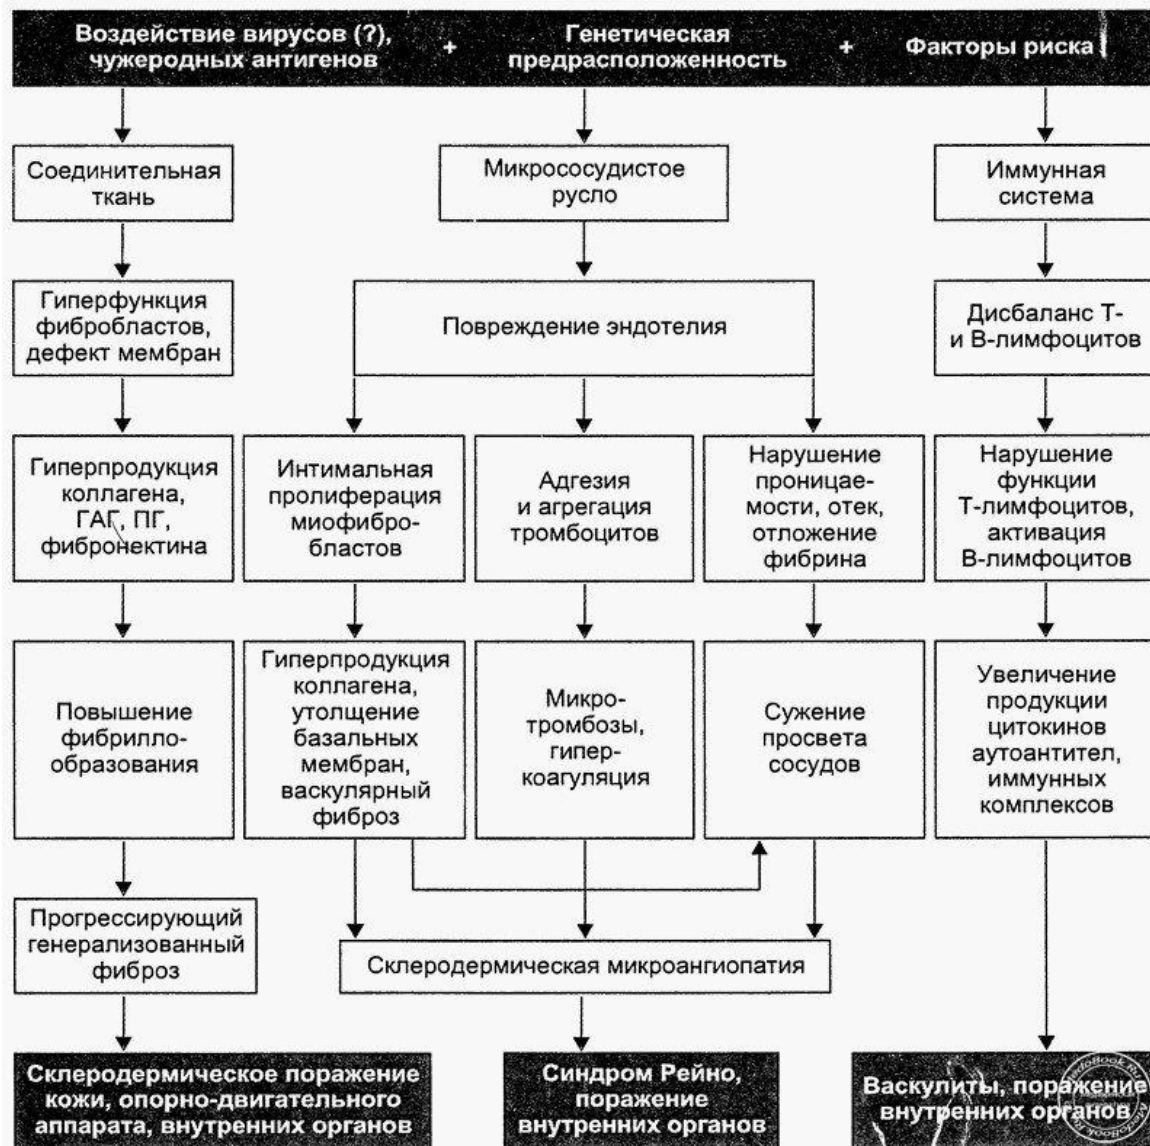 Воздействие вирусов (?),
чужеродных антигенов
+
Генетическая
предрасположенность
+
Факторы риска
Соединительная
ткань
Микрососудистое
русло
Иммунная
система
Гиперфункция
фибробластов,
дефект мембран
Повреждение эндотелия
Дисбаланс Т-
и В-лимфоцитов
Гиперпродукция
коллагена,
ГАГ, ПГ,
фибронектина
Интимальная
пролиферация
миофибро-
бластов
Адгезия
и агрегация
тромбоцитов
Нарушение
проницае-
мости, отек,
отложение
фибрина
Нарушение
функции
Т-лимфоцитов,
активация
В-лимфоцитов
Повышение
фибрилло-
образования
Гиперпродукция
коллагена,
утолщение
базальных
мембран,
васкулярный
фиброз
Микро-
тромбозы,
гипер-
коагуляция
Сужение
просвета
сосудов
Увеличение
продукции
цитокинов
аутоантител,
иммунных
комплексов
Прогрессирующий
генерализованный
фиброз
Склеродермическая микроангиопатия
Склеродермическое поражение
кожи, опорно-двигательного
аппарата, внутренних органов
Синдром Рейно,
поражение
внутренних органов
Васкулиты, поражение
внутренних органов